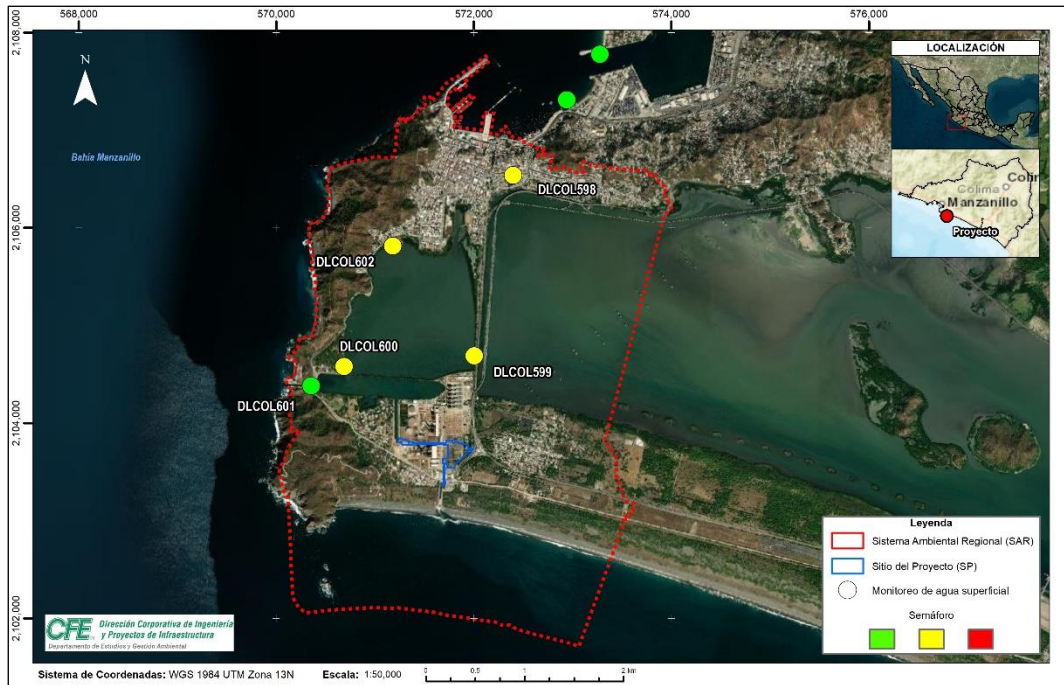 568,000
570,000
572,000
574,000
576,000
2,108,000
2,106,000
2,104,000
2,102,000
N
Bahía Manzanillo
LOCALIZACIÓN
Colima
Coli
Manzanillo
Proyecto
DLCOL598
DLCOL602
DLCOL600
DLCOL599
DLCOL601
Leyenda
Sistema Ambiental Regional (SAR)
Sitio del Proyecto (SP)
Monitoreo de agua superficial
Semáforo
CFE Dirección Corporativa de Ingeniería
y Proyectos de Infraestructura
Departamento de Estudios y Gestión Ambiental
Sistema de Coordenadas: WGS 1984 UTM Zona 13N Escala: 1:50,000
0 0.5 1 2 km